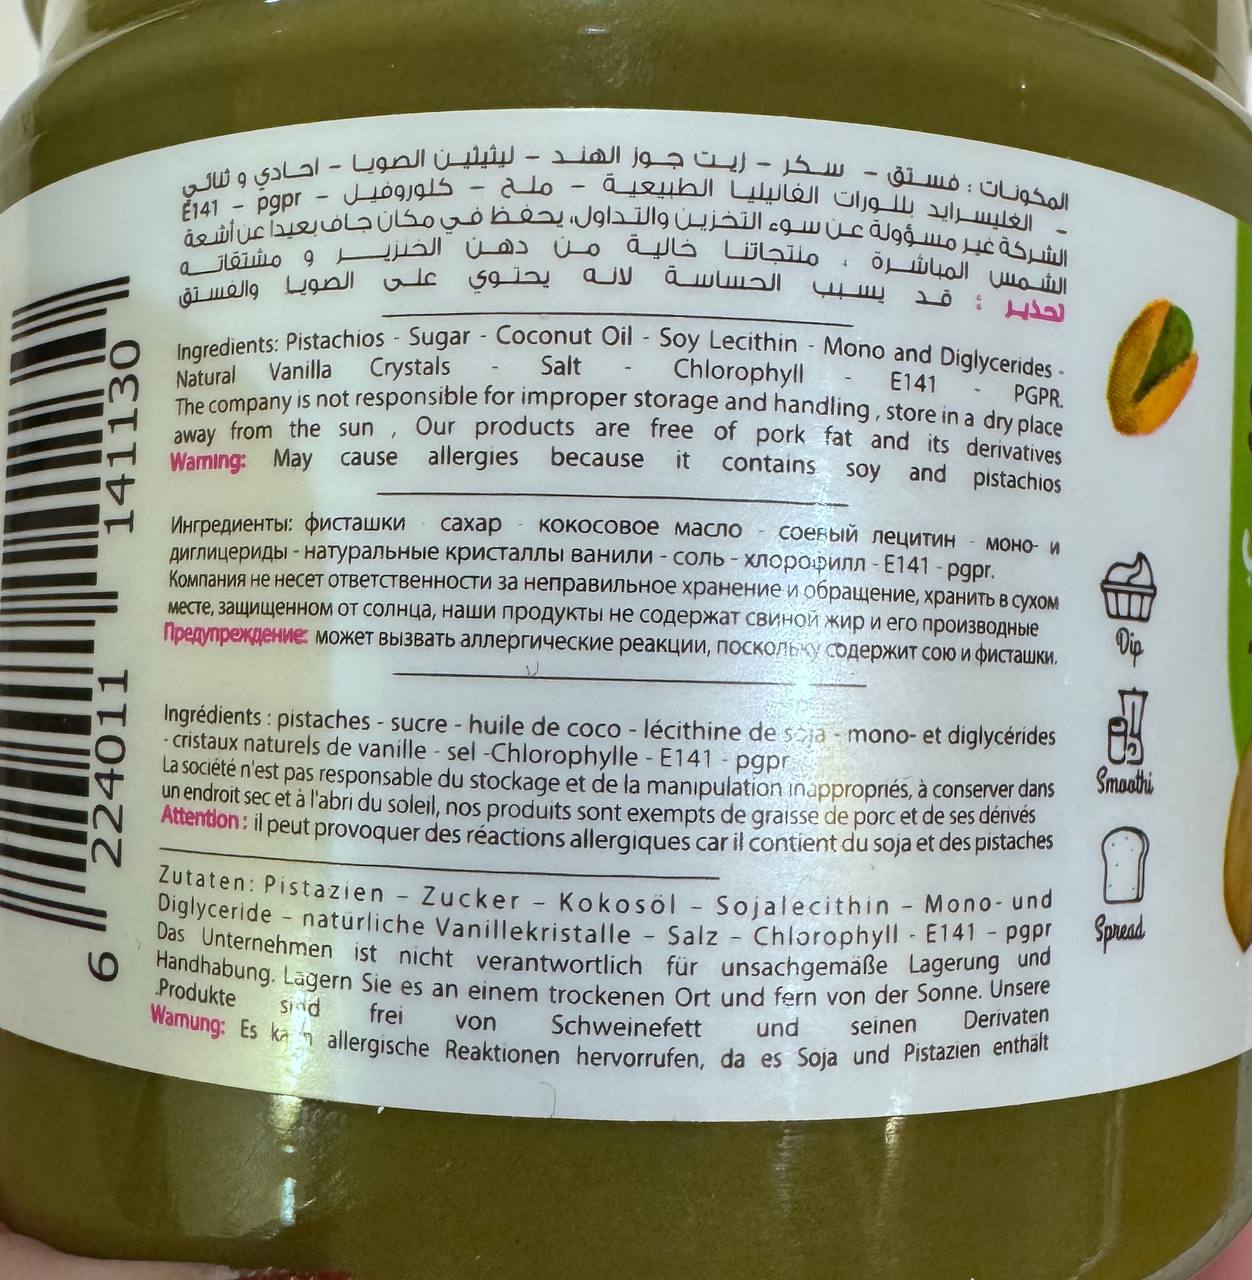 المكونات : فستق - سكر - زيت جوز الهند - ليثيثين الصويا - احادي و ثنائي
الغليسرايد بللورات الفانيليا الطبيعية - ملح - كلوروفيل - E141 - pgpr -
الشركة غير مسؤولة عن سوء التخزين والتداول، يحفظ في مكان جاف بعيدا عن أشعة
الشمس المباشرة ، منتجاتنا خالية من دهن الخنزير و مشتقاته
تحذير : قد يسبب الحساسة لانه يحتوي على الصويا والفستق
Ingredients: Pistachios - Sugar - Coconut Oil - Soy Lecithin - Mono and Diglycerides -
Natural Vanilla Crystals - Salt - Chlorophyll - E141 - PGPR.
The company is not responsible for improper storage and handling , store in a dry place
away from the sun , Our products are free of pork fat and its derivatives
Warning: May cause allergies because it contains soy and pistachios
Ингредиенты: фисташки - сахар - кокосовое масло - соевый лецитин - моно- и
диглицериды - натуральные кристаллы ванили - соль - хлорофилл - E141 - pgpr.
Компания не несет ответственности за неправильное хранение и обращение, хранить в сухом
месте, защищенном от солнца, наши продукты не содержат свиной жир и его производные
Предупреждение: может вызвать аллергические реакции, поскольку содержит сою и фисташки.
Ingrédients : pistaches - sucre - huile de coco - lécithine de soja - mono- et diglycérides
- cristaux naturels de vanille - sel -Chlorophylle - E141 - pgpr
La société n'est pas responsable du stockage et de la manipulation inappropriés, à conserver dans
un endroit sec et à l'abri du soleil, nos produits sont exempts de graisse de porc et de ses dérivés
Attention : il peut provoquer des réactions allergiques car il contient du soja et des pistaches
Zutaten: Pistazien – Zucker – Kokosöl – Sojalecithin – Mono- und
Diglyceride – natürliche Vanillekristalle – Salz – Chlorophyll - E141 – pgpr
Das Unternehmen ist nicht verantwortlich für unsachgemäße Lagerung und
Handhabung. Lagern Sie es an einem trockenen Ort und fern von der Sonne. Unsere
.Produkte sind frei von Schweinefett und seinen Derivaten
Warnung: Es kann allergische Reaktionen hervorrufen, da es Soja und Pistazien enthält
6 224011 141130
Dip
Smoothi
Spread